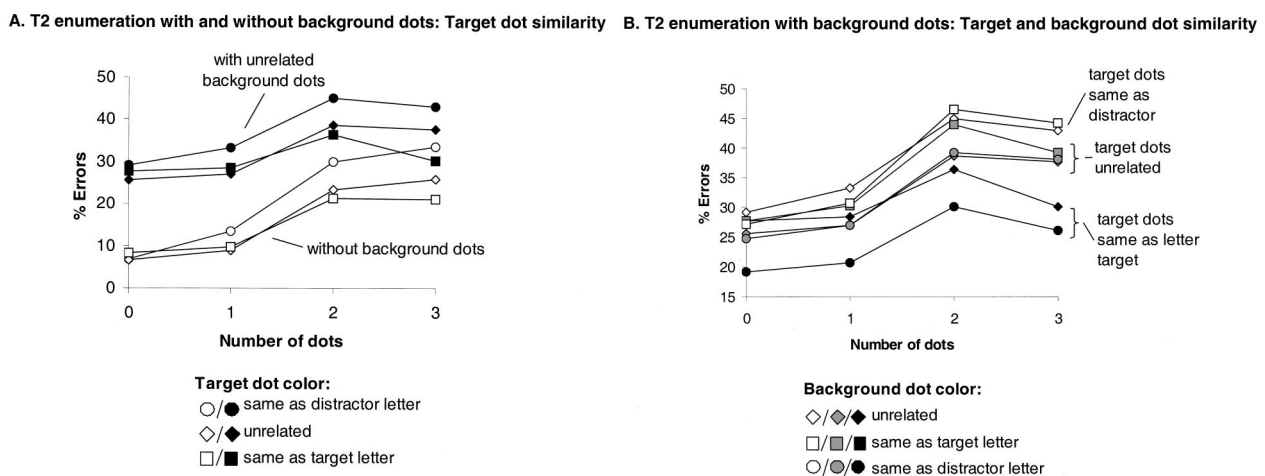 A. T2 enumeration with and without background dots: Target dot similarity
with unrelated
background dots
50
40
30
20
10
0
% Errors
without background dots
0 1 2 3
Number of dots
Target dot color:
○/● same as distractor letter
◇/◆ unrelated
□/■ same as target letter
B. T2 enumeration with background dots: Target and background dot similarity
50
45
40
35
30
25
20
15
% Errors
target dots
same as
distractor
target dots
unrelated
target dots
same as letter
target
0 1 2 3
Number of dots
Background dot color:
◇/◆/◆ unrelated
□/■/■ same as target letter
○/●/● same as distractor letter